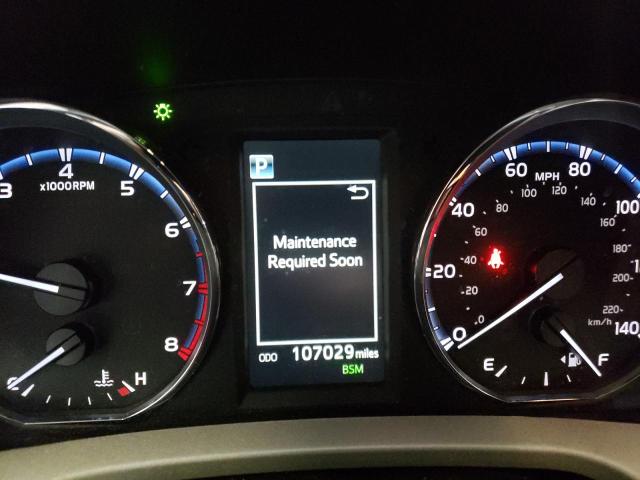 3 4 5 6 7 8
x1000RPM
H
P
Maintenance
Required Soon
ODO 107029 miles
BSM
0 20 40 60 80 100 140
MPH
0 20 40 60 80 100 120 140 160 180 200 220
km/h
E F